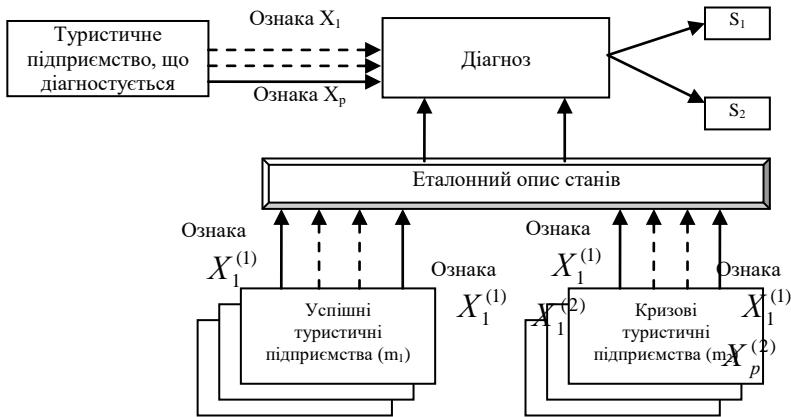 Ознака X₁
Туристичне
підприємство, що
діагностується
Ознака Xₚ
Діагноз
S₁
S₂
Еталонний опис станів
Ознака
X₁⁽¹⁾
Ознака
X₁⁽¹⁾
Ознака
X₁⁽¹⁾
X₁⁽²⁾
Ознака
X₁⁽¹⁾
Xₚ⁽²⁾
Успішні
туристичні
підприємства (m₁)
Кризові
туристичні
підприємства (m₂)